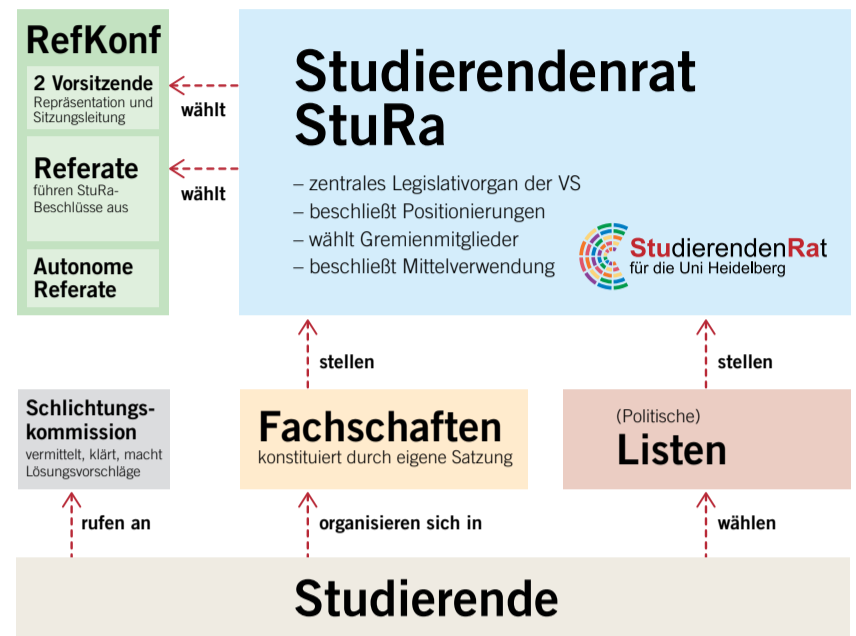 RefKonf
2 Vorsitzende
Repräsentation und
Sitzungsleitung
Referate
führen StuRa-
Beschlüsse aus
Autonome
Referate
wählt
wählt
Studierendenrat
StuRa
– zentrales Legislativorgan der VS
– beschließt Positionierungen
– wählt Gremienmitglieder
– beschließt Mittelverwendung
StudierendenRat
für die Uni Heidelberg
stellen
stellen
Schlichtungs-
kommission
vermittelt, klärt, macht
Lösungsvorschläge
Fachschaften
konstituiert durch eigene Satzung
(Politische)
Listen
rufen an
organisieren sich in
wählen
Studierende